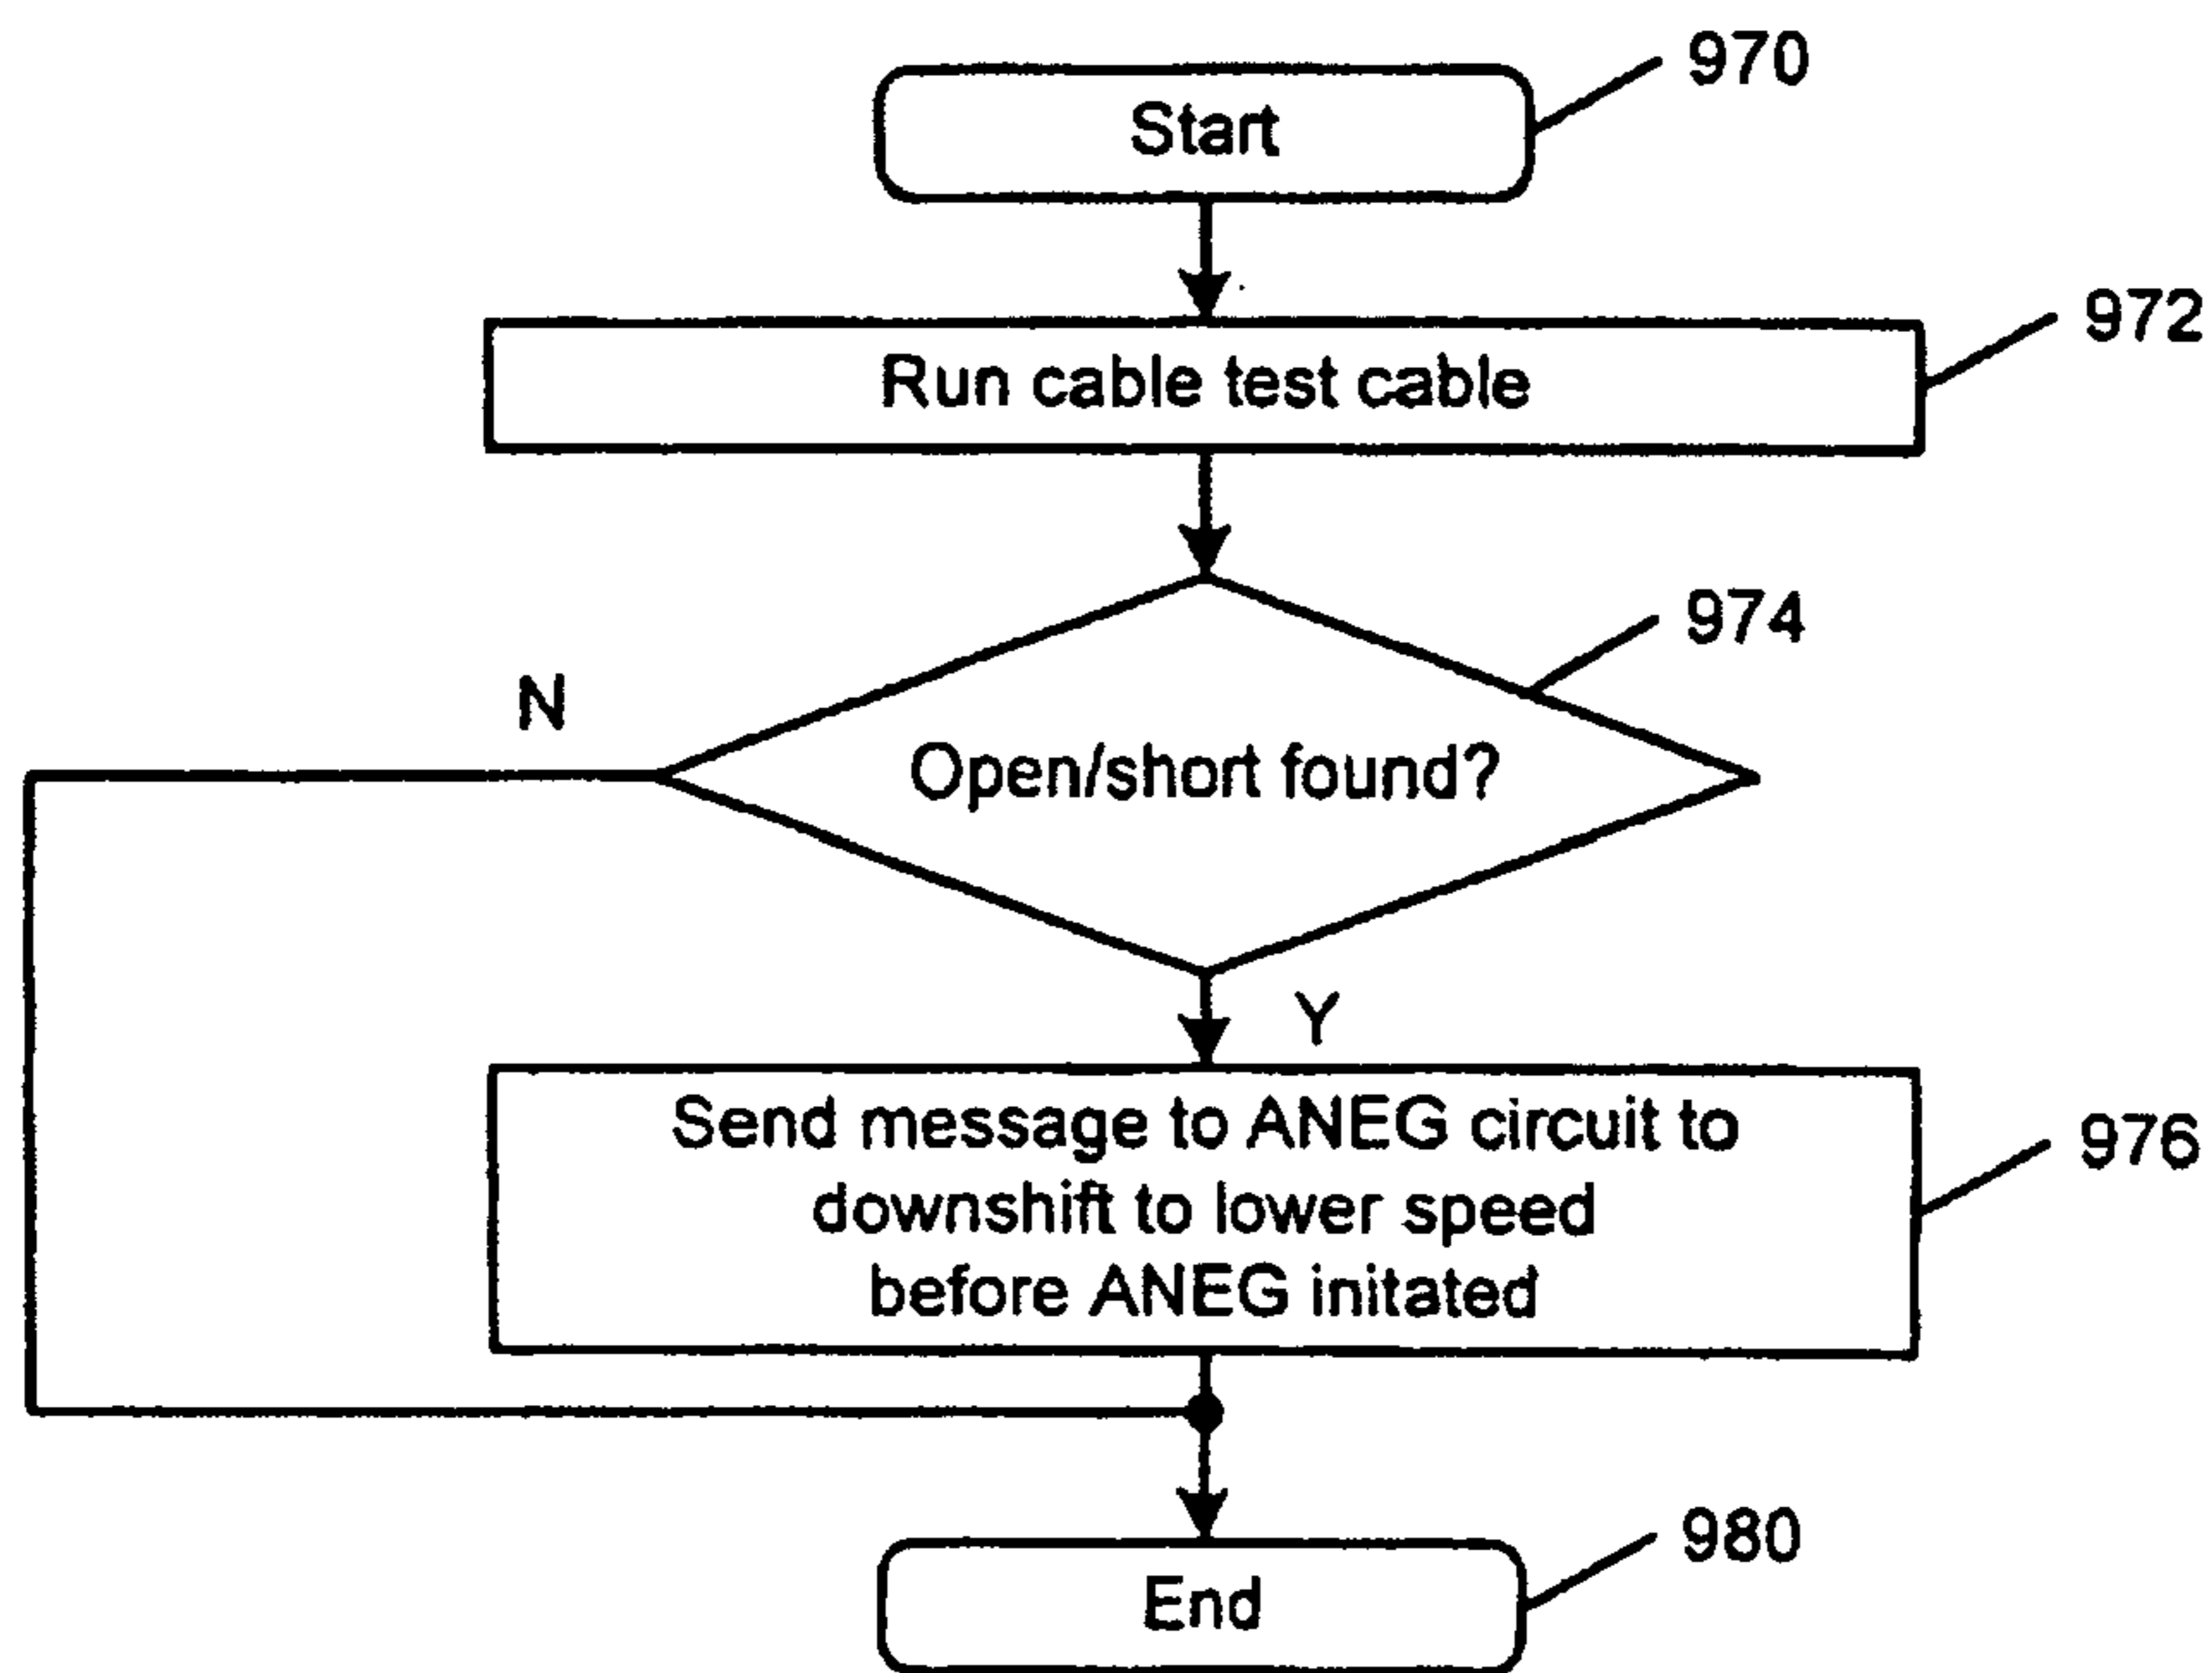 970
Start
972
Run cable test cable
974
N
Open/short found?
Y
Send message to ANEG circuit to
downshift to lower speed
before ANEG initated
976
980
End